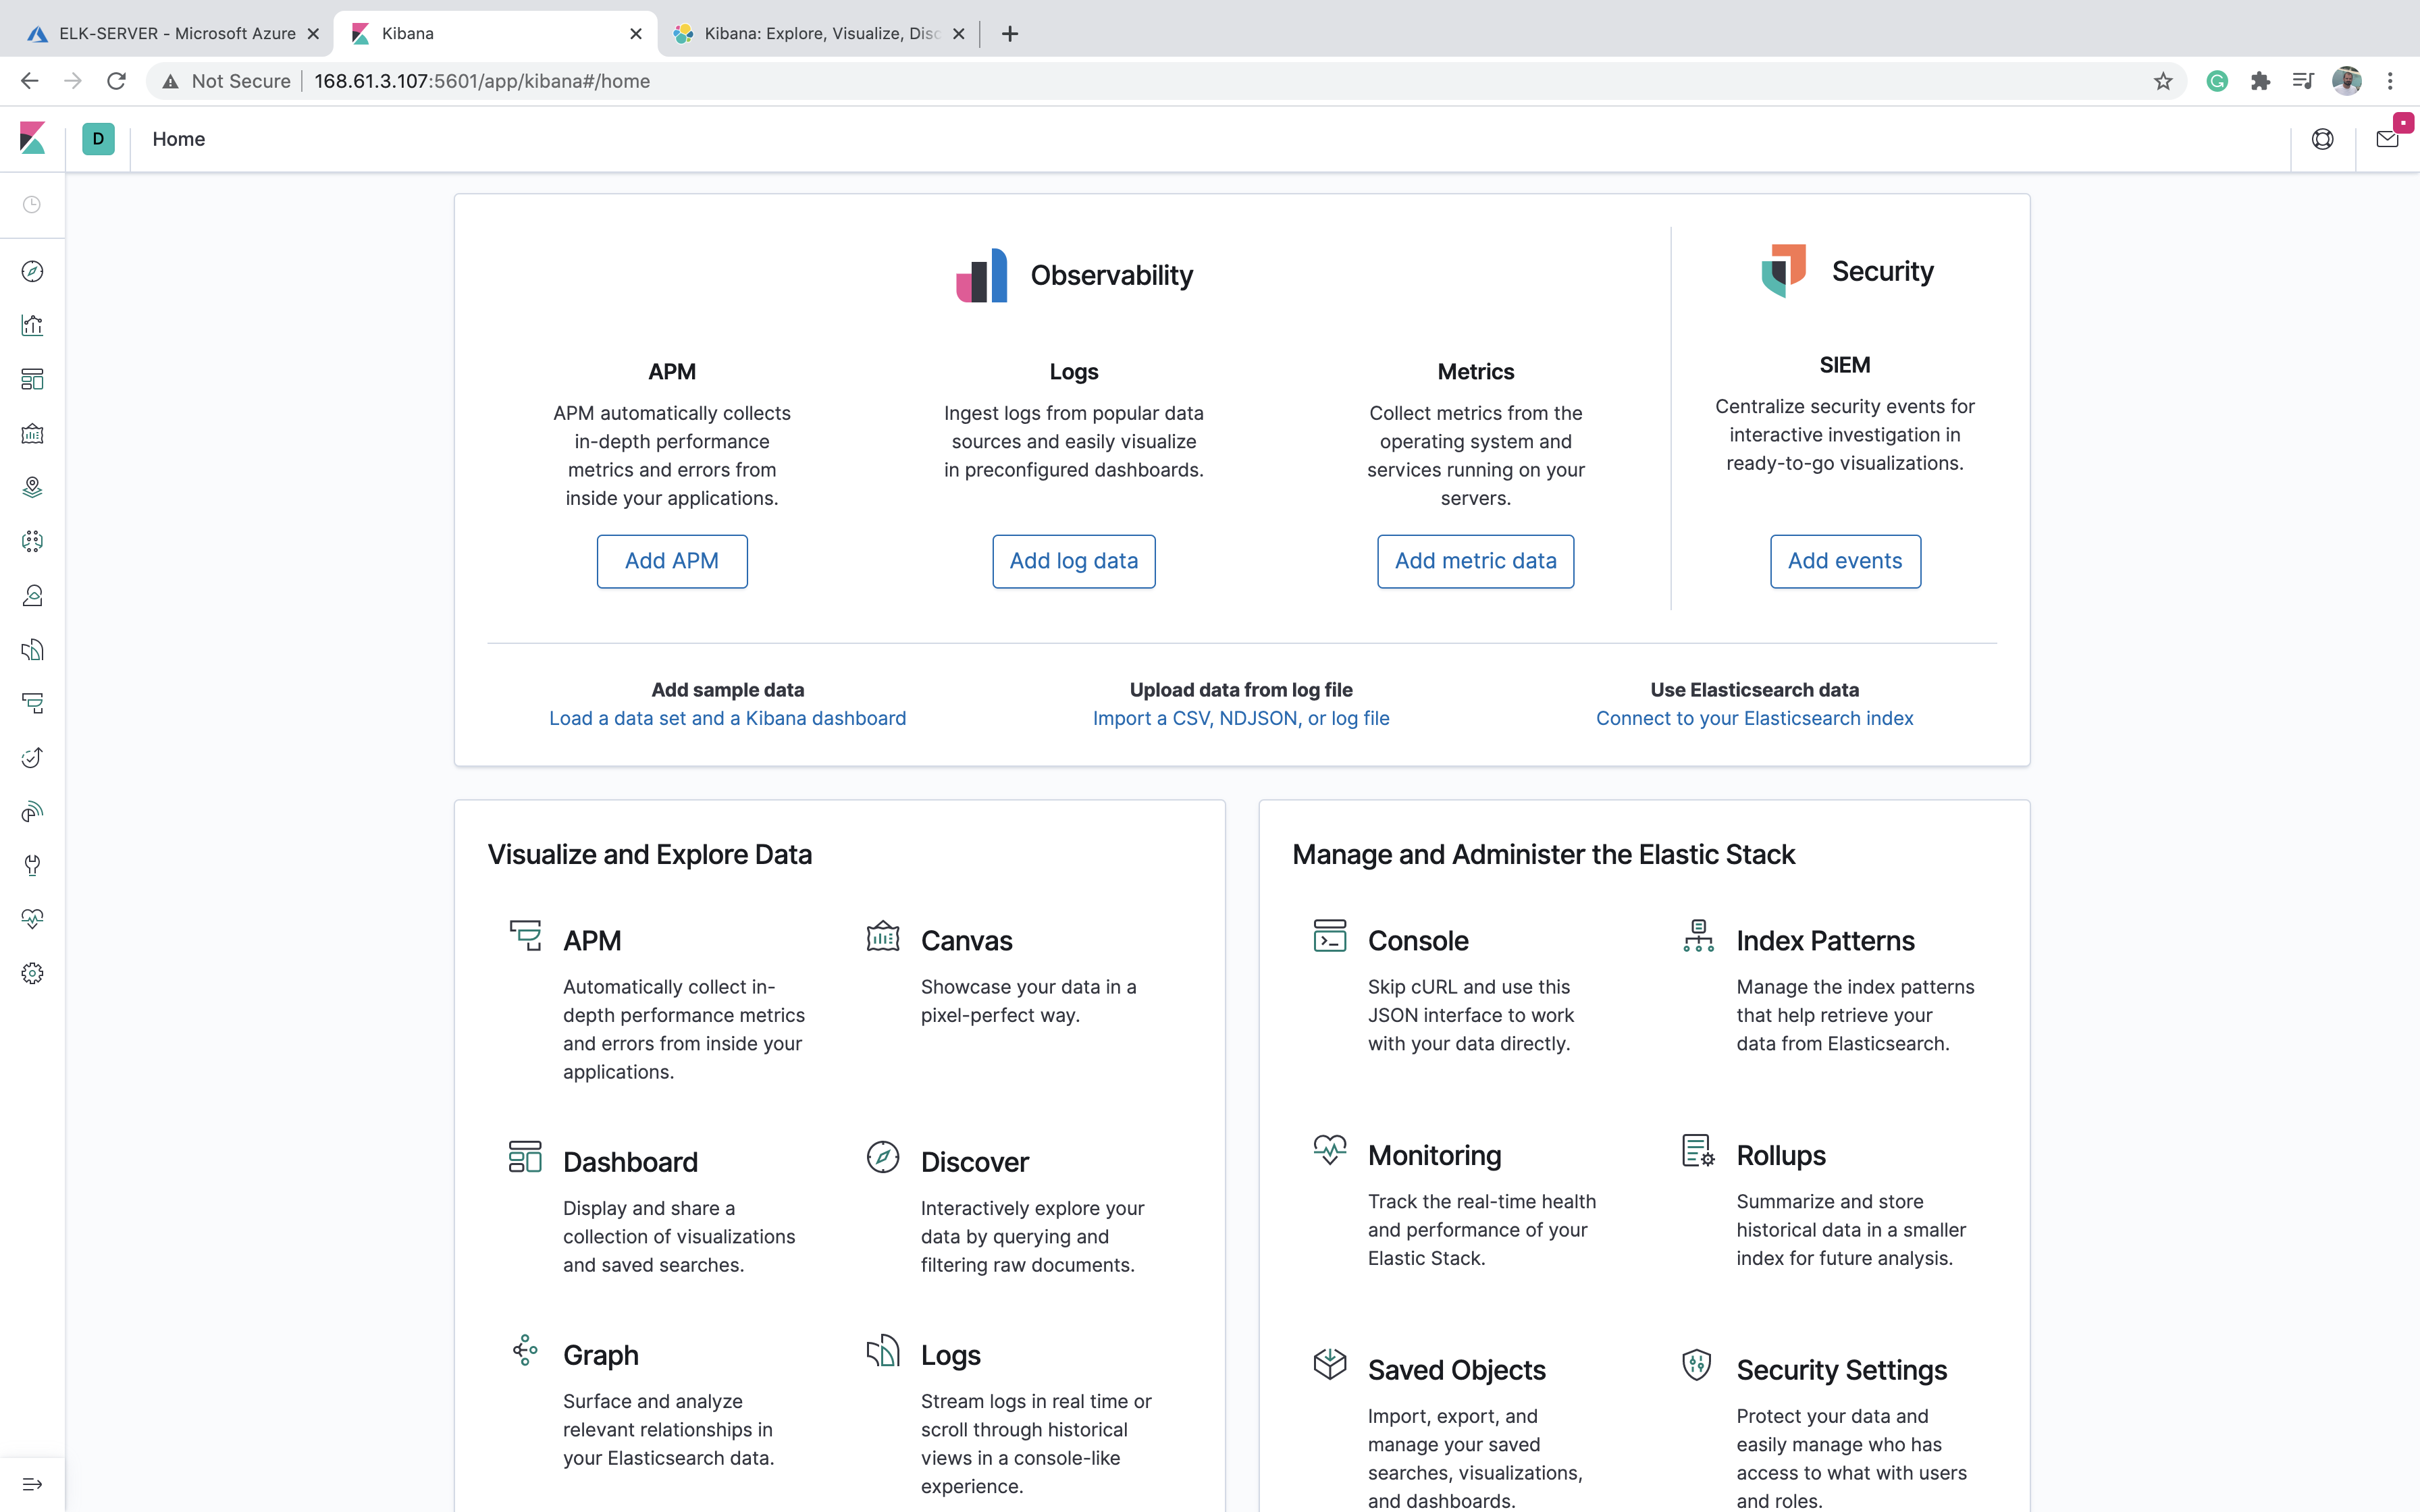 ELK-SERVER - Microsoft Azure
Kibana
Kibana: Explore, Visualize, Disc
Not Secure
168.61.3.107:5601/app/kibana#/home
D
Home
Observability
Security
APM
APM automatically collects
in-depth performance
metrics and errors from
inside your applications.
Add APM
Logs
Ingest logs from popular data
sources and easily visualize
in preconfigured dashboards.
Add log data
Metrics
Collect metrics from the
operating system and
services running on your
servers.
Add metric data
SIEM
Centralize security events for
interactive investigation in
ready-to-go visualizations.
Add events
Add sample data
Load a data set and a Kibana dashboard
Upload data from log file
Import a CSV, NDJSON, or log file
Use Elasticsearch data
Connect to your Elasticsearch index
Visualize and Explore Data
APM
Automatically collect in-
depth performance metrics
and errors from inside your
applications.
Canvas
Showcase your data in a
pixel-perfect way.
Dashboard
Display and share a
collection of visualizations
and saved searches.
Discover
Interactively explore your
data by querying and
filtering raw documents.
Graph
Surface and analyze
relevant relationships in
your Elasticsearch data.
Logs
Stream logs in real time or
scroll through historical
views in a console-like
experience.
Manage and Administer the Elastic Stack
Console
Skip cURL and use this
JSON interface to work
with your data directly.
Index Patterns
Manage the index patterns
that help retrieve your
data from Elasticsearch.
Monitoring
Track the real-time health
and performance of your
Elastic Stack.
Rollups
Summarize and store
historical data in a smaller
index for future analysis.
Saved Objects
Import, export, and
manage your saved
searches, visualizations,
and dashboards.
Security Settings
Protect your data and
easily manage who has
access to what with users
and roles.